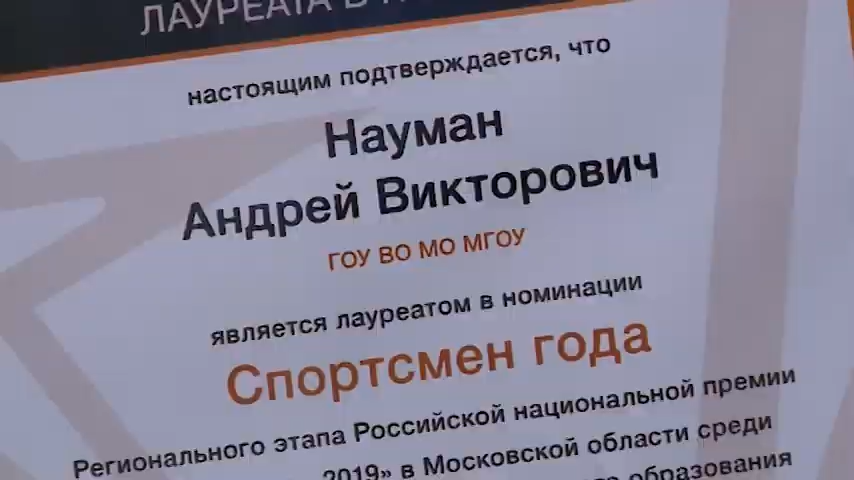 ЛАУРЕАТА В
настоящим подтверждается, что
Науман
Андрей Викторович
ГОУ ВО МО МГОУ
является лауреатом в номинации
Спортсмен года
Регионального этапа Российской национальной премии
2019» в Московской области среди
образования